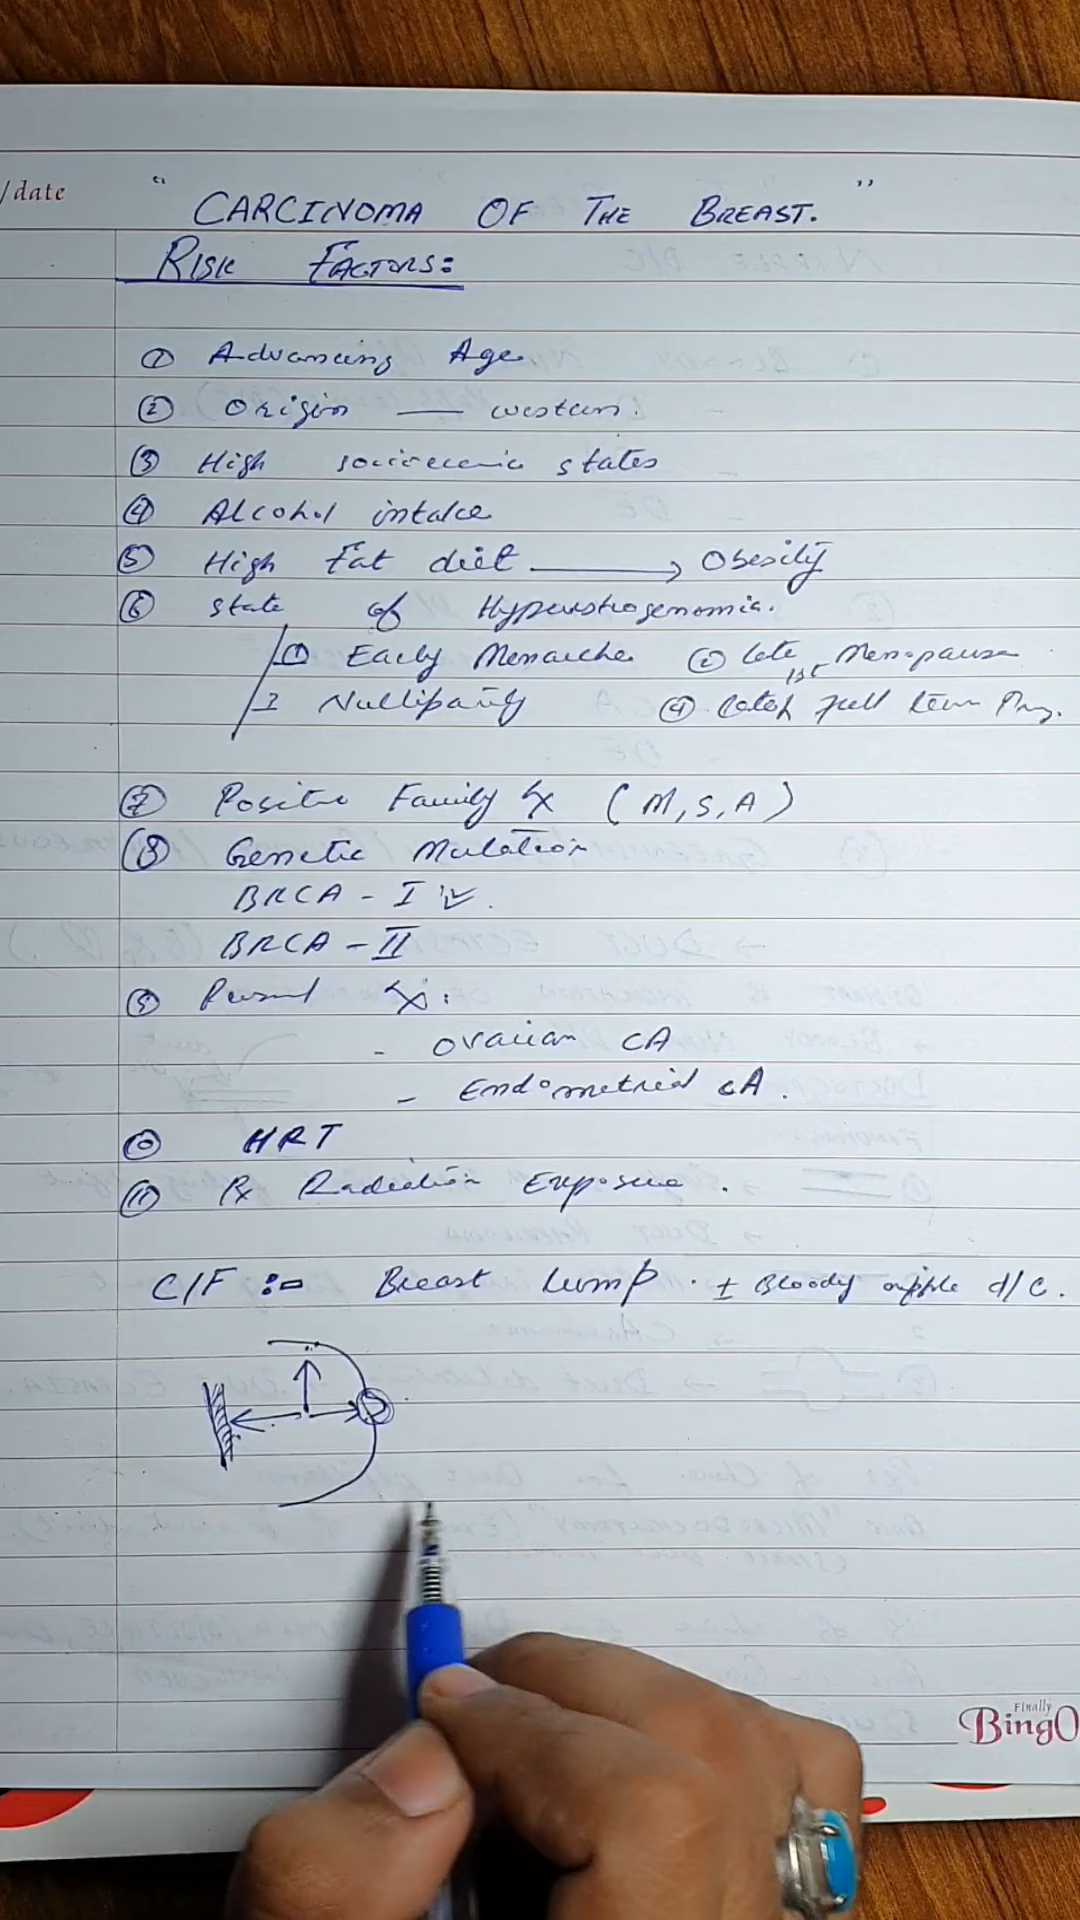 /date
" CARCINOMA OF THE BREAST. "
RISK FACTORS:
① Advancing Age
② Origin — western.
③ High socioeconomic states
④ Alcohol intake
⑤ High Fat diet → Obesity
⑥ state of Hyperestrogenomia.
① Early Menarche ② late Menopause
3 Nulliparity ④ late 1st full term Preg.
⑦ Positive Family Hx (M, S, A)
(8) Genetic Mutation
BRCA - I
BRCA - II
⑨ Personal Hx:
- Ovarian CA
- Endometrial CA.
⑩ HRT
⑪ Rx Radiation Exposure.
C/F :- Breast Lump. ± Bloody nipple d/c.
Finally
BingO